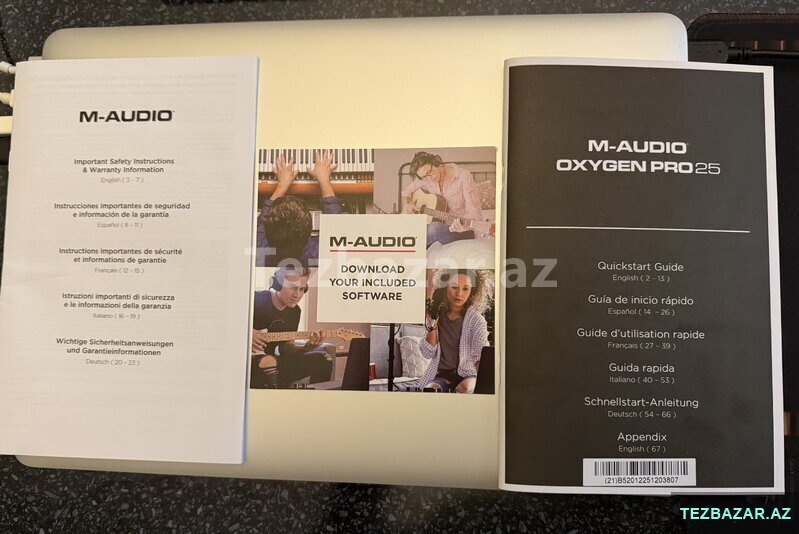 M-AUDIO
Important Safety Instructions
& Warranty Information
English ( 3 – 7 )
Instrucciones importantes de seguridad
e información de la garantía
Español ( 8 – 11 )
Instructions importantes de sécurité
et informations de garantie
Français ( 12 – 15 )
Istruzioni importanti di sicurezza
e le informazioni della garanzia
Italiano ( 16 – 19 )
Wichtige Sicherheitsanweisungen
und Garantieinformationen
Deutsch ( 20 – 23 )
M-AUDIO
DOWNLOAD
YOUR INCLUDED
SOFTWARE
M-AUDIO
OXYGEN PRO 25
Quickstart Guide
English ( 2 – 13 )
Guía de inicio rápido
Español ( 14 – 26 )
Guide d'utilisation rapide
Français ( 27 – 39 )
Guida rapida
Italiano ( 40 – 53 )
Schnellstart-Anleitung
Deutsch ( 54 – 66 )
Appendix
English ( 67 )
(21)B52012251203807
Tezbazar.az
TEZBAZAR.AZ